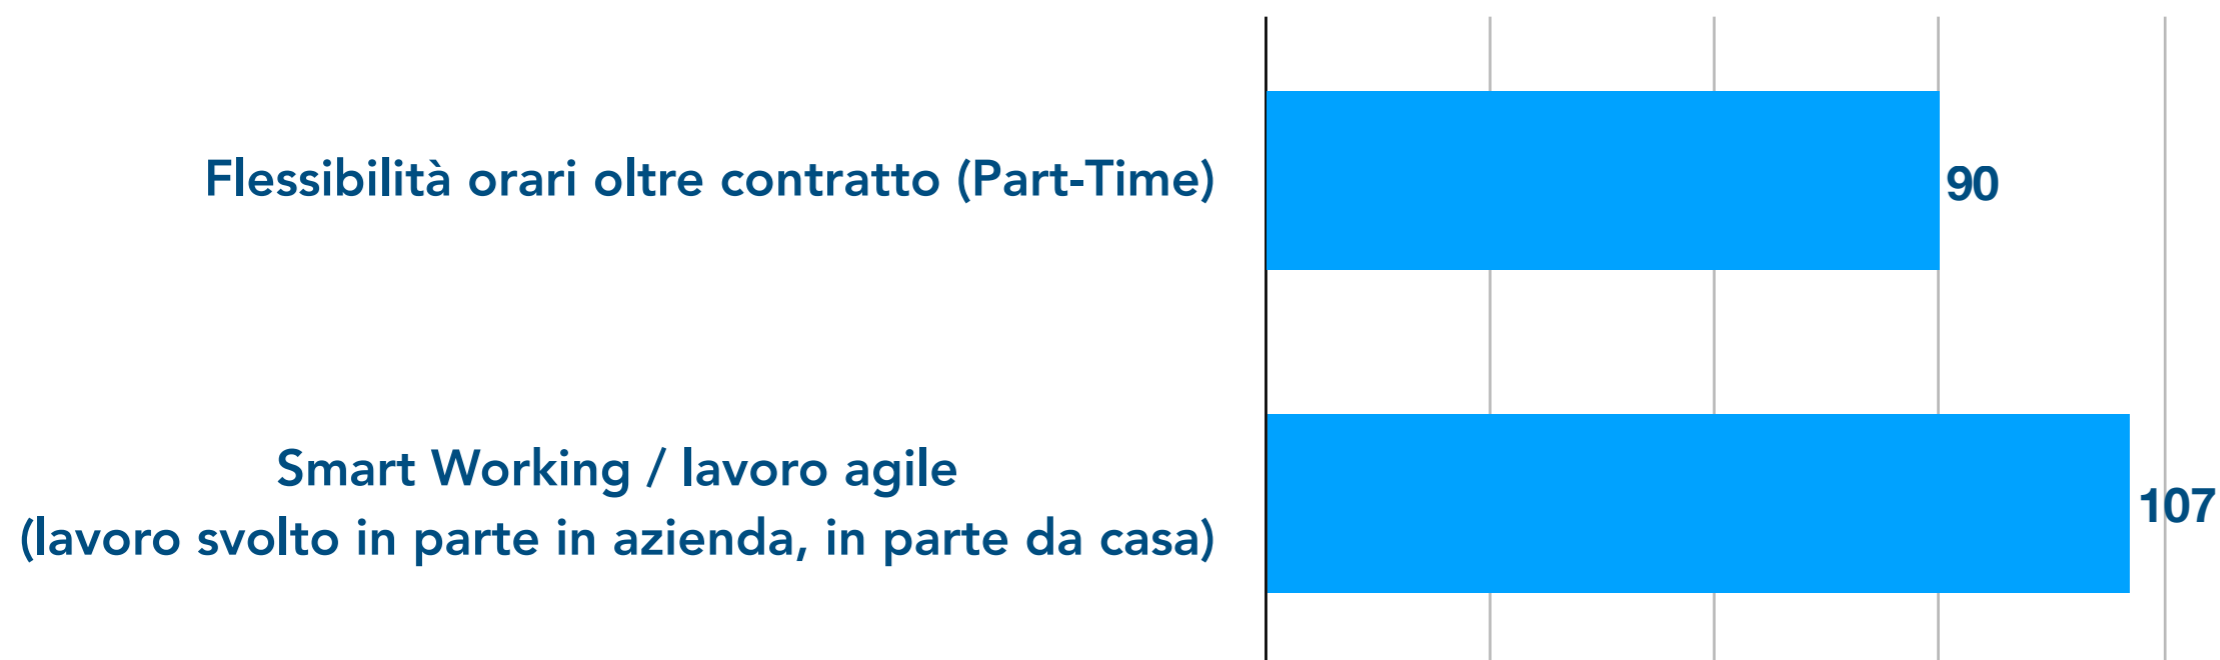 Flessibilità orari oltre contratto (Part-Time)
90
Smart Working / lavoro agile
(lavoro svolto in parte in azienda, in parte da casa)
107